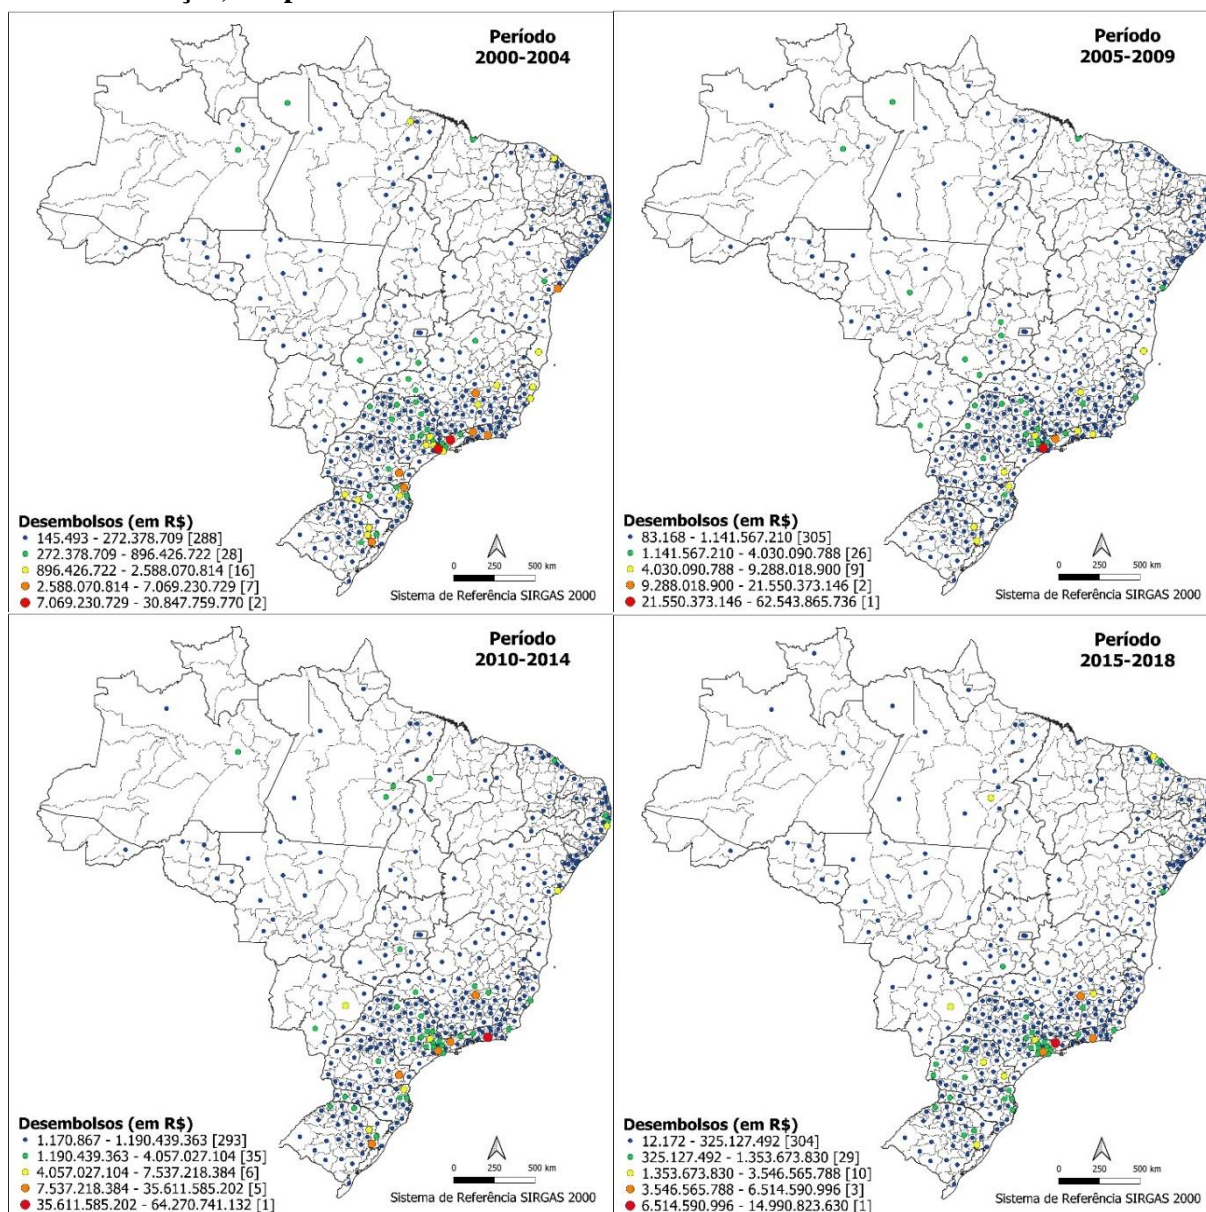 Período
2000-2004
Desembolsos (em R$)
145.493 - 272.378.709 [288]
272.378.709 - 896.426.722 [28]
896.426.722 - 2.588.070.814 [16]
2.588.070.814 - 7.069.230.729 [7]
7.069.230.729 - 30.847.759.770 [2]
0 250 500 km
Sistema de Referência SIRGAS 2000
Período
2005-2009
Desembolsos (em R$)
83.168 - 1.141.567.210 [305]
1.141.567.210 - 4.030.090.788 [26]
4.030.090.788 - 9.288.018.900 [9]
9.288.018.900 - 21.550.373.146 [2]
21.550.373.146 - 62.543.865.736 [1]
0 250 500 km
Sistema de Referência SIRGAS 2000
Período
2010-2014
Desembolsos (em R$)
1.170.867 - 1.190.439.363 [293]
1.190.439.363 - 4.057.027.104 [35]
4.057.027.104 - 7.537.218.384 [6]
7.537.218.384 - 35.611.585.202 [5]
35.611.585.202 - 64.270.741.132 [1]
0 250 500 km
Sistema de Referência SIRGAS 2000
Período
2015-2018
Desembolsos (em R$)
12.172 - 325.127.492 [304]
325.127.492 - 1.353.673.830 [29]
1.353.673.830 - 3.546.565.788 [10]
3.546.565.788 - 6.514.590.996 [3]
6.514.590.996 - 14.990.823.630 [1]
0 250 500 km
Sistema de Referência SIRGAS 2000